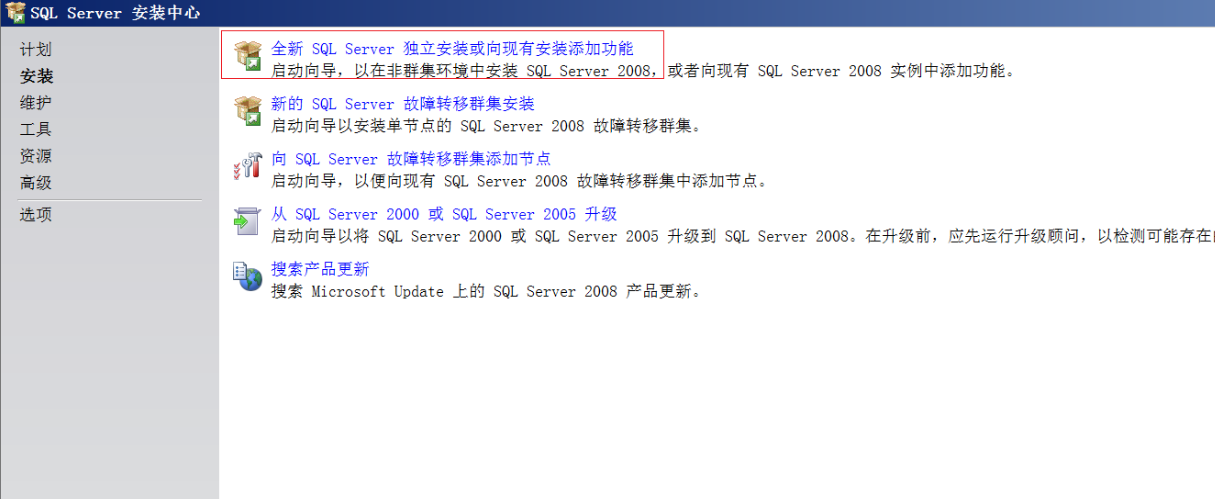 SQL Server 安装中心
计划
安装
维护
工具
资源
高级
选项
全新 SQL Server 独立安装或向现有安装添加功能
启动向导，以在非群集环境中安装 SQL Server 2008，或者向现有 SQL Server 2008 实例中添加功能。
新的 SQL Server 故障转移群集安装
启动向导以安装单节点的 SQL Server 2008 故障转移群集。
向 SQL Server 故障转移群集添加节点
启动向导，以便向现有 SQL Server 2008 故障转移群集中添加节点。
从 SQL Server 2000 或 SQL Server 2005 升级
启动向导以将 SQL Server 2000 或 SQL Server 2005 升级到 SQL Server 2008。在升级前，应先运行升级顾问，以检测可能存在
搜索产品更新
搜索 Microsoft Update 上的 SQL Server 2008 产品更新。